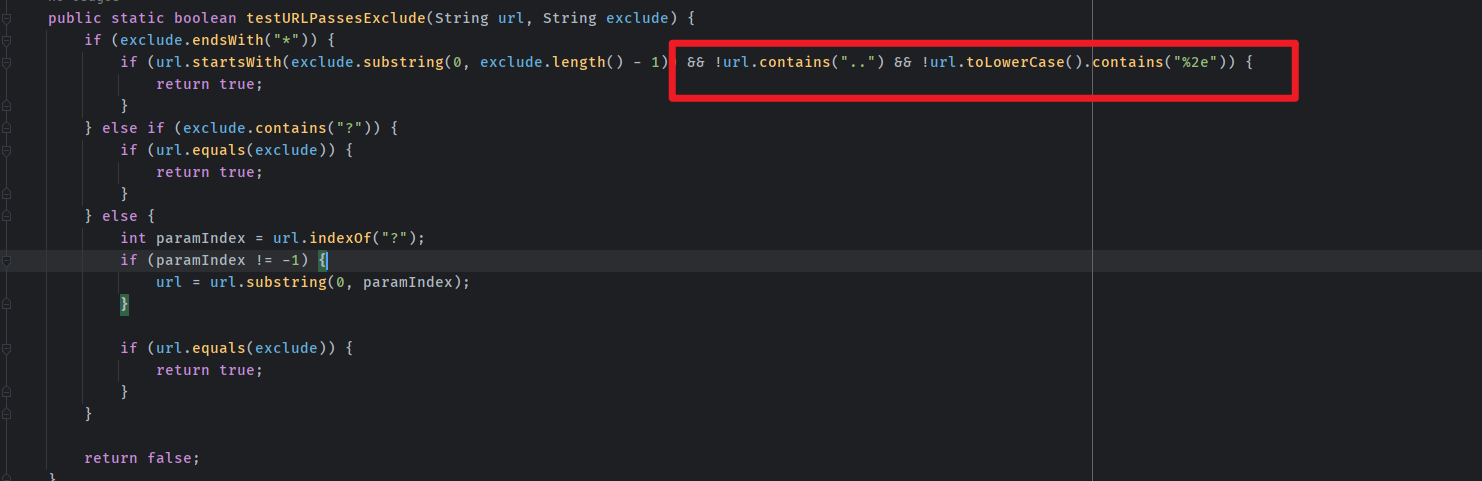 public static boolean testURLPassesExclude(String url, String exclude) {
if (exclude.endsWith("*")) {
if (url.startsWith(exclude.substring(0, exclude.length() - 1)) && !url.contains("..") && !url.toLowerCase().contains("%2e")) {
return true;
}
} else if (exclude.contains("?")) {
if (url.equals(exclude)) {
return true;
}
} else {
int paramIndex = url.indexOf("?");
if (paramIndex != -1) {
url = url.substring(0, paramIndex);
}
if (url.equals(exclude)) {
return true;
}
}
return false;
}